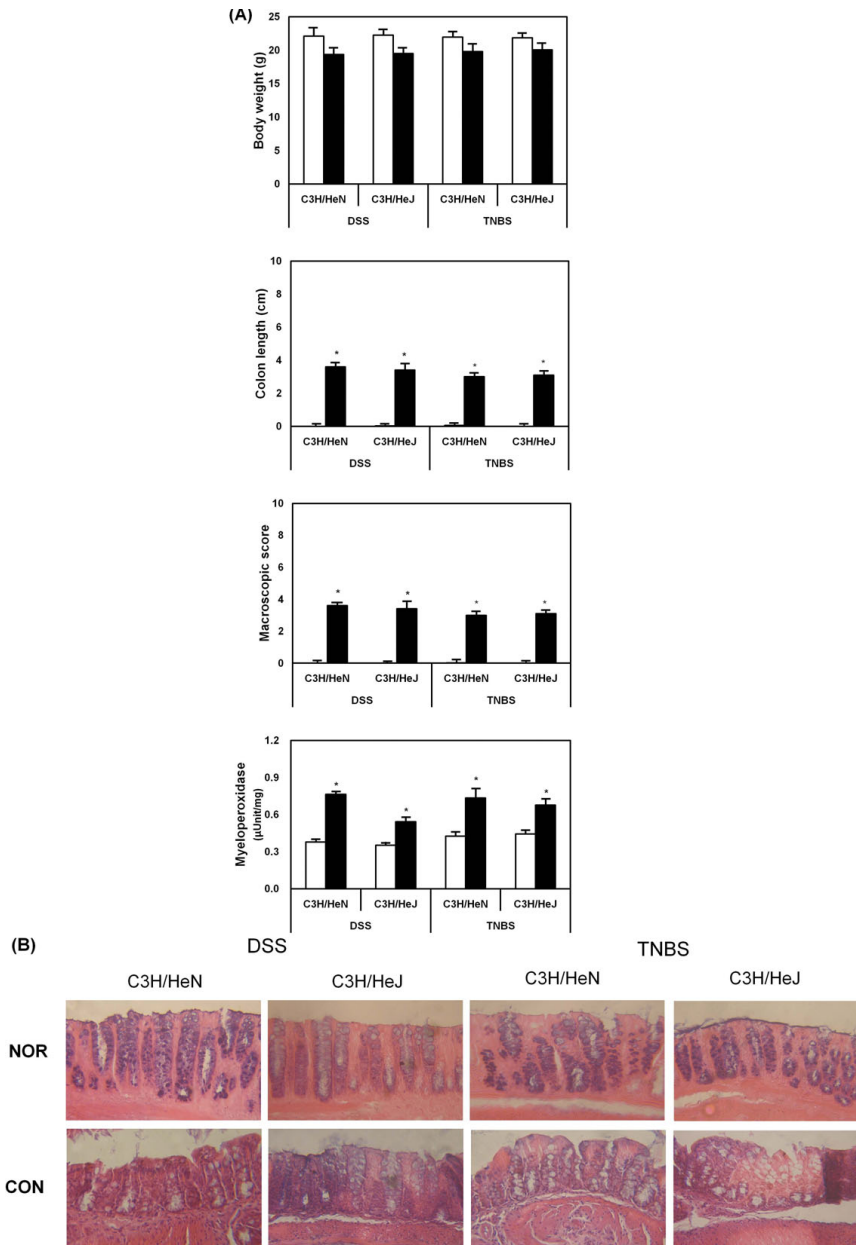 (A)
Body weight (g)
25
20
15
10
5
0
C3H/HeN C3H/HeJ C3H/HeN C3H/HeJ
DSS TNBS
Colon length (cm)
10
8
6
4
2
0
* * * *
C3H/HeN C3H/HeJ C3H/HeN C3H/HeJ
DSS TNBS
Macroscopic score
10
8
6
4
2
0
* * * *
C3H/HeN C3H/HeJ C3H/HeN C3H/HeJ
DSS TNBS
Myeloperoxidase
(µUnit/mg)
1.2
0.9
0.6
0.3
0.0
* * * *
C3H/HeN C3H/HeJ C3H/HeN C3H/HeJ
DSS TNBS
(B) DSS TNBS
C3H/HeN C3H/HeJ C3H/HeN C3H/HeJ
NOR
CON